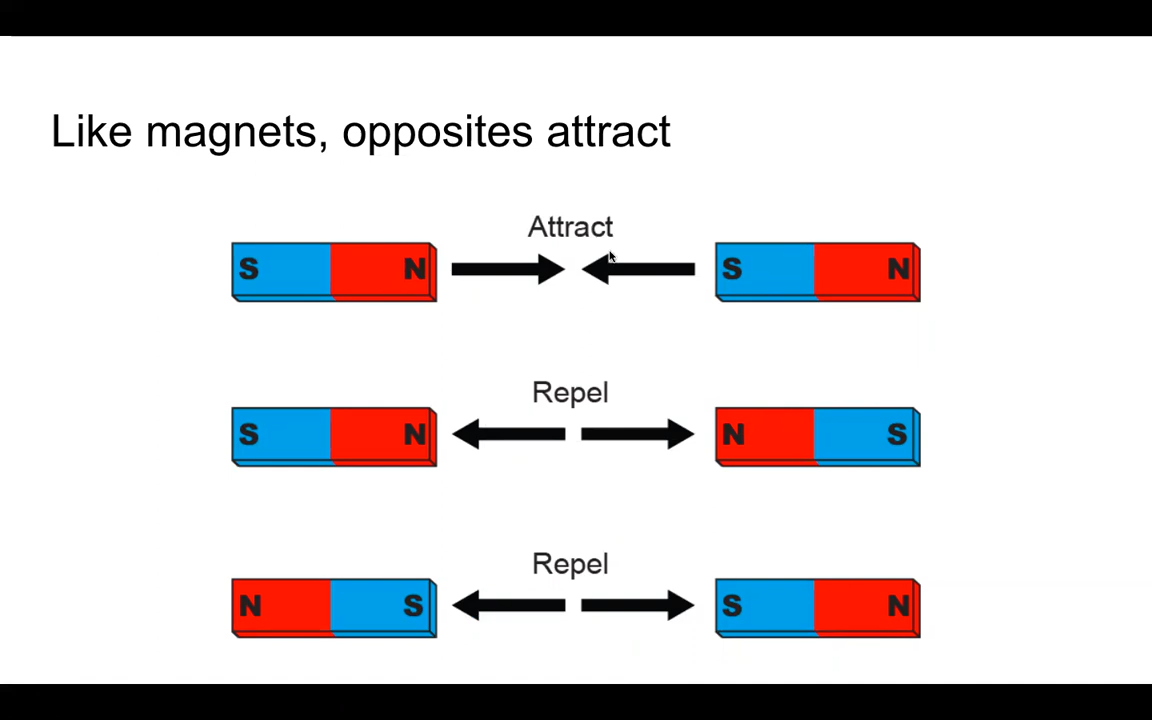 Like magnets, opposites attract
Attract
S N S N
Repel
S N N S
Repel
N S S N